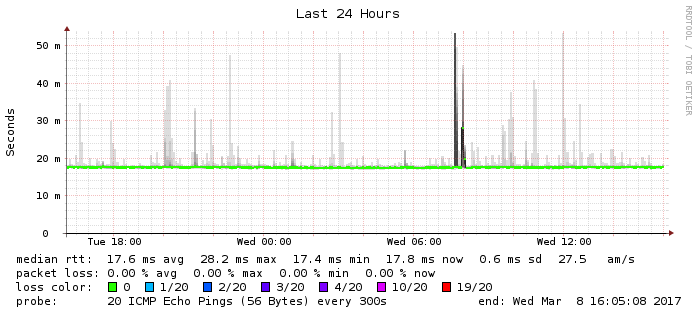 Last 24 Hours
RRDTOOL / TOBI OETIKER
Seconds
50 m
40 m
30 m
20 m
10 m
0
Tue 18:00 Wed 00:00 Wed 06:00 Wed 12:00
median rtt: 17.6 ms avg 28.2 ms max 17.4 ms min 17.8 ms now 0.6 ms sd 27.5 am/s
packet loss: 0.00 % avg 0.00 % max 0.00 % min 0.00 % now
loss color: 0 1/20 2/20 3/20 4/20 10/20 19/20
probe: 20 ICMP Echo Pings (56 Bytes) every 300s end: Wed Mar 8 16:05:08 2017